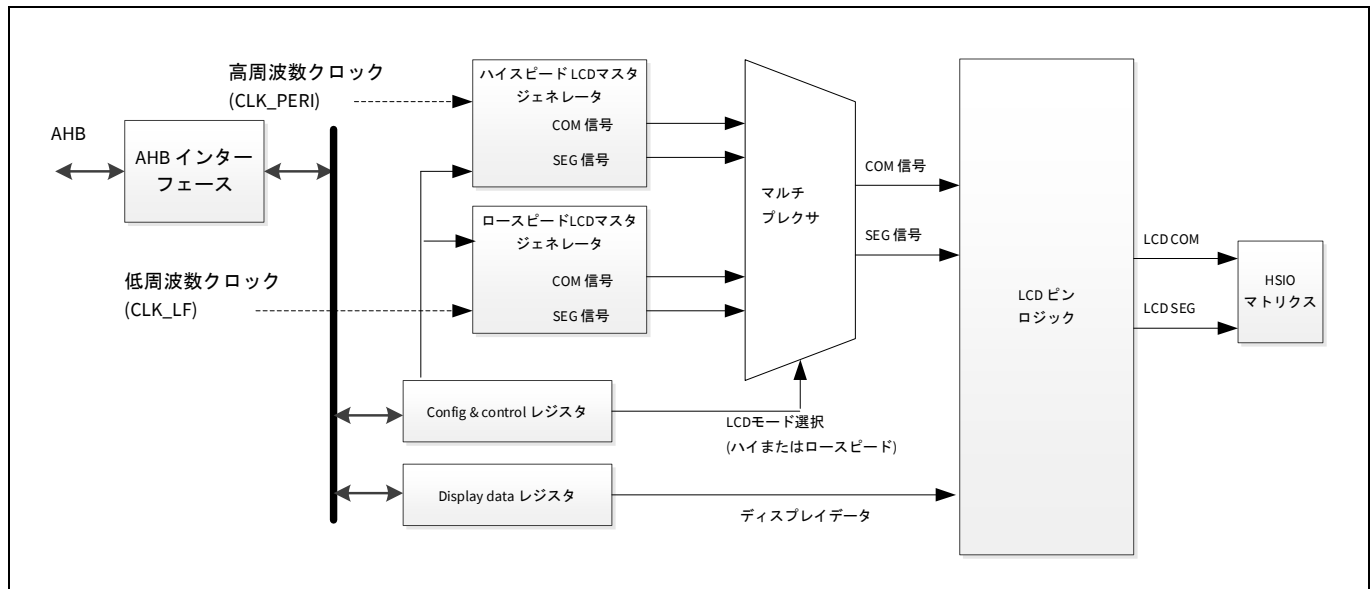 高周波数クロック
(CLK_PERI)
AHB
AHB インター
フェース
低周波数クロック
(CLK_LF)
ハイスピード LCDマスタ
ジェネレータ
COM 信号
SEG 信号
ロースピードLCDマスタ
ジェネレータ
COM 信号
SEG 信号
Config & control レジスタ
Display data レジスタ
マルチ
プレクサ
LCDモード選択
(ハイまたはロースピード)
ディスプレイデータ
COM 信号
SEG 信号
LCD ピン
ロジック
LCD COM
LCD SEG
HSIO
マトリクス